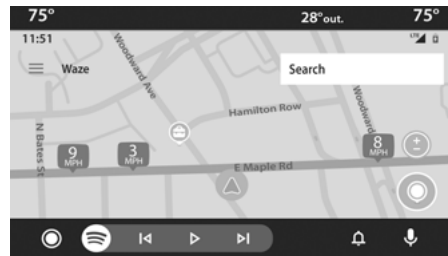 75°
28°out.
75°
11:51
LTE
Waze
Search
Woodward Ave
Woodward
Hamilton Row
N Bates St
9
MPH
3
MPH
8
MPH
E Maple Rd